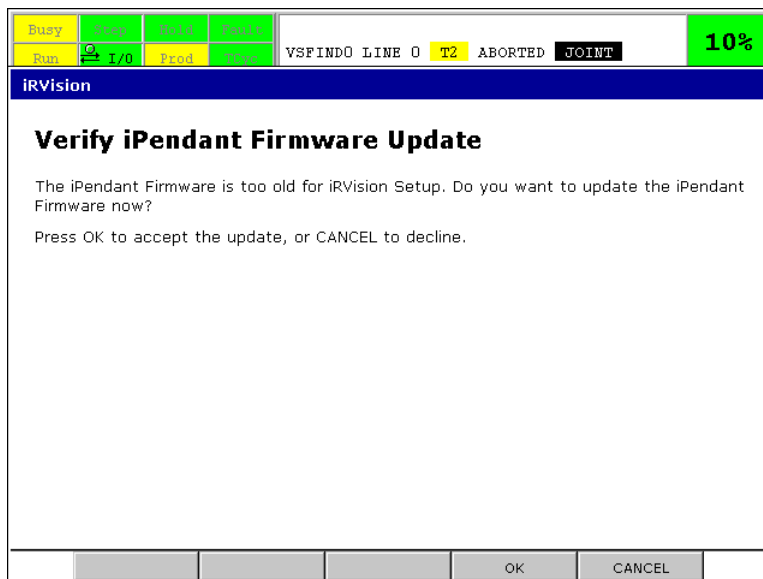 Busy Step Hold Fault
Run I/O Prod TCyc
VSFINDO LINE 0 T2 ABORTED JOINT
10%
iRVision
Verify iPendant Firmware Update
The iPendant Firmware is too old for iRVision Setup. Do you want to update the iPendant
Firmware now?
Press OK to accept the update, or CANCEL to decline.
OK CANCEL